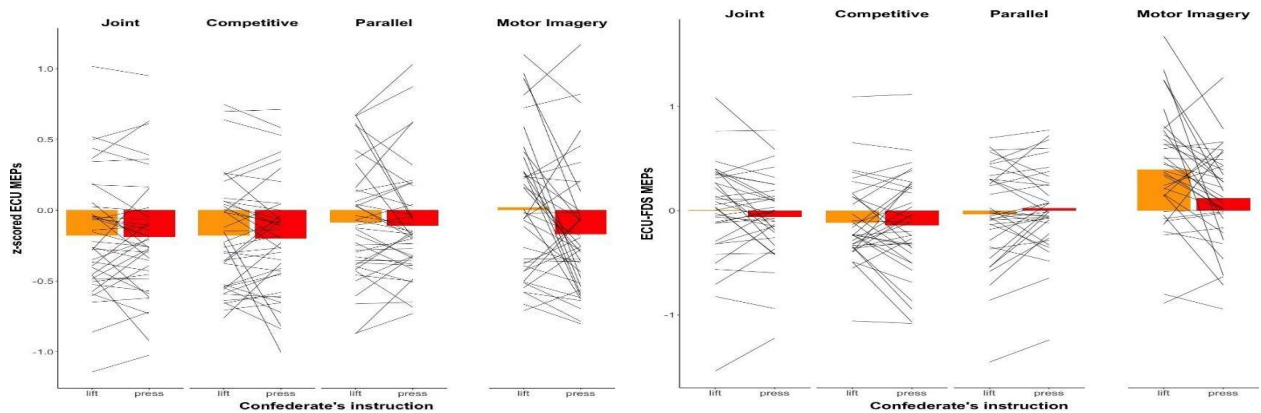 Joint Competitive Parallel Motor Imagery
z-scored ECU MEPs
1.0
0.5
0.0
-0.5
-1.0
lift press lift press lift press lift press
Confederate's instruction
Joint Competitive Parallel Motor Imagery
ECU-FDS MEPs
1
0
-1
lift press lift press lift press lift press
Confederate's instruction